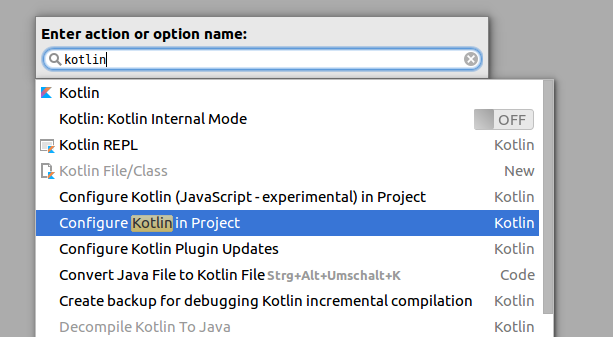 Enter action or option name:
kotlin
Kotlin
Kotlin: Kotlin Internal Mode OFF
Kotlin REPL Kotlin
Kotlin File/Class New
Configure Kotlin (JavaScript - experimental) in Project Kotlin
Configure Kotlin in Project Kotlin
Configure Kotlin Plugin Updates Kotlin
Convert Java File to Kotlin File Strg+Alt+Umschalt+K Code
Create backup for debugging Kotlin incremental compilation Kotlin
Decompile Kotlin To Java Kotlin